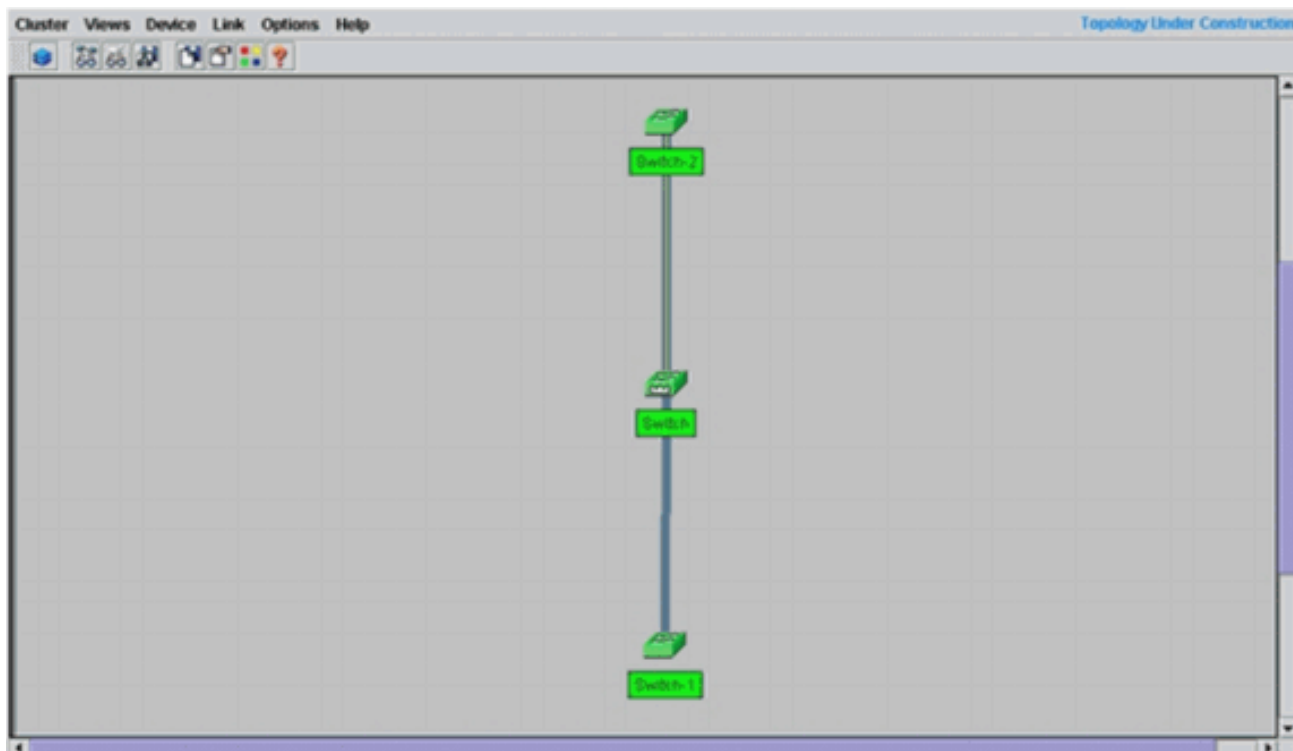 Cluster Views Device Link Options Help
Topology Under Construction
Switch-2
Switch
Switch-1